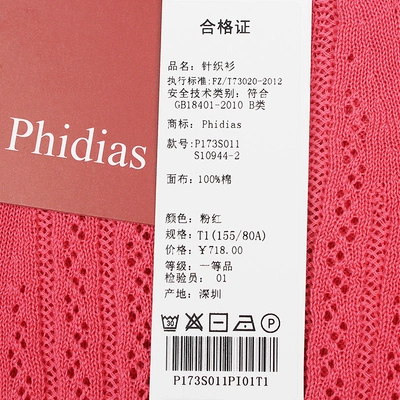 Phidias
合格证
品名：针织衫
执行标准:FZ/T73020-2012
安全技术类别：符合
GB18401-2010 B类
商标：Phidias
款号：P173S011
S10944-2
面布：100%棉
颜色：粉红
规格：T1(155/80A)
价格：￥718.00
等级：一等品
检验员： 01
产地：深圳
30
P173S011PI01T1